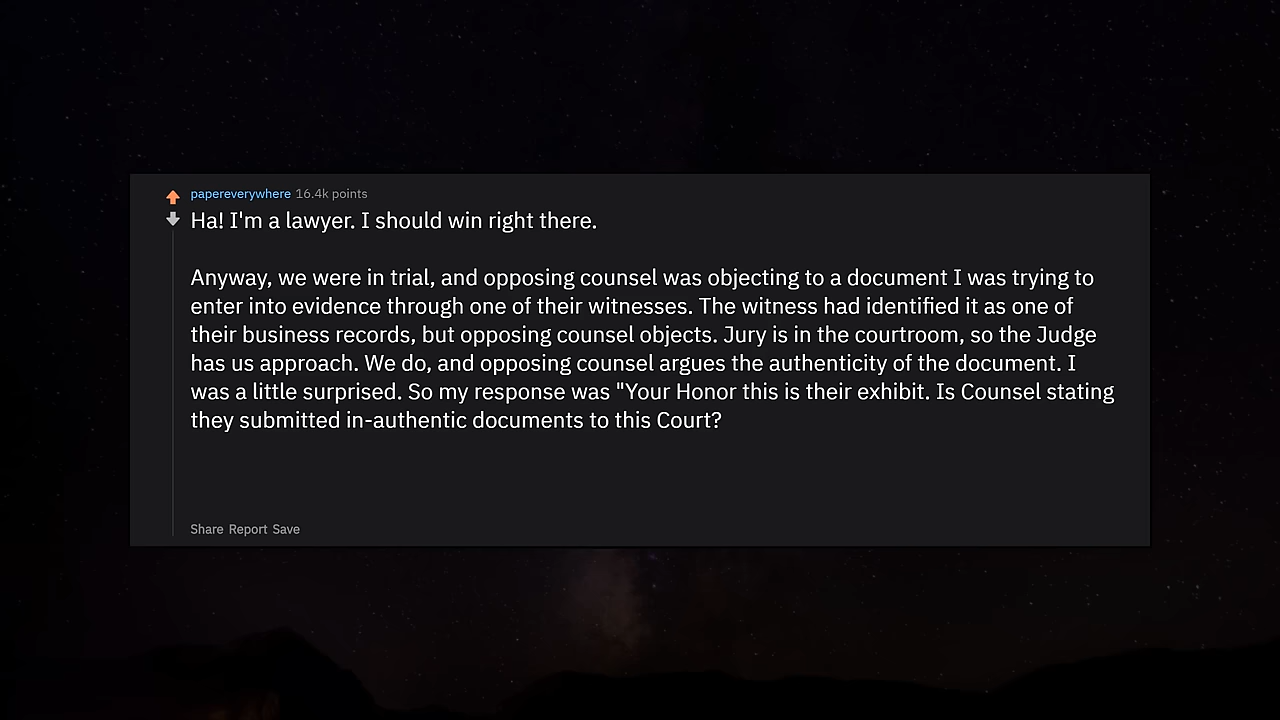 papereverywhere 16.4k points
Ha! I'm a lawyer. I should win right there.
Anyway, we were in trial, and opposing counsel was objecting to a document I was trying to
enter into evidence through one of their witnesses. The witness had identified it as one of
their business records, but opposing counsel objects. Jury is in the courtroom, so the Judge
has us approach. We do, and opposing counsel argues the authenticity of the document. I
was a little surprised. So my response was "Your Honor this is their exhibit. Is Counsel stating
they submitted in-authentic documents to this Court?
Share Report Save